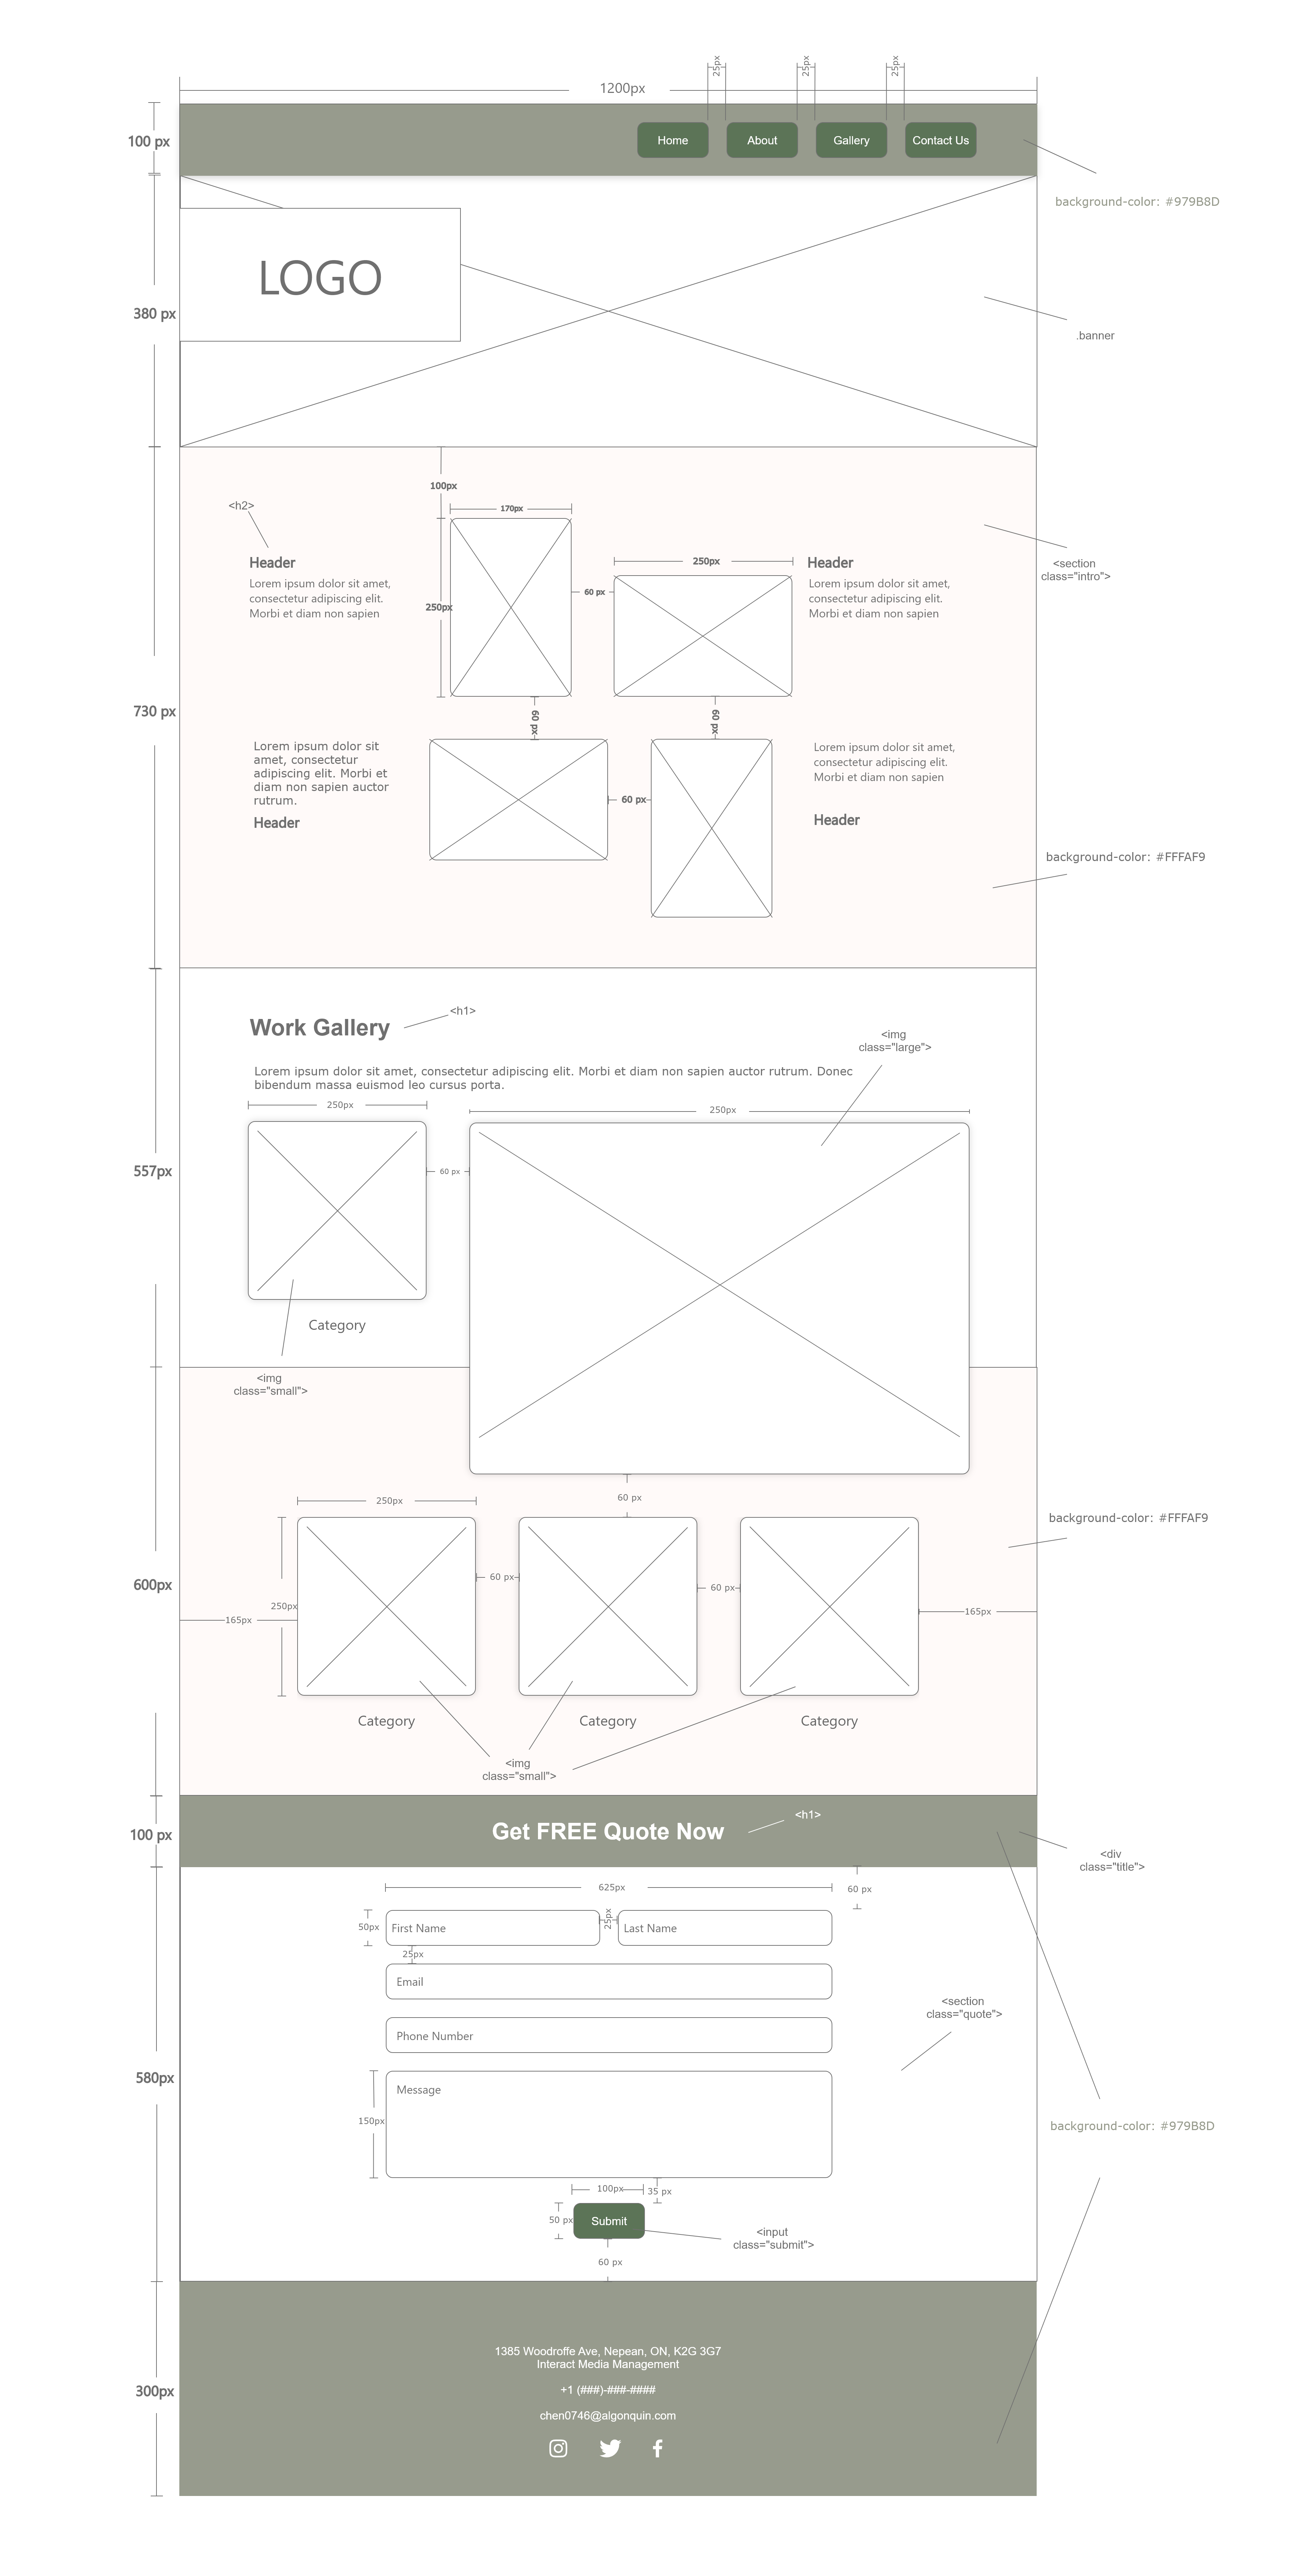 25px
25px
25px
1200px
100 px
Home
About
Gallery
Contact Us
background-color: #979B8D
LOGO
380 px
.banner
100px
<h2>
170px
Header
Lorem ipsum dolor sit amet,
consectetur adipiscing elit.
Morbi et diam non sapien
250px
60 px
250px
Header
Lorem ipsum dolor sit amet,
consectetur adipiscing elit.
Morbi et diam non sapien
<section
class="intro">
730 px
60 px
60 px
Lorem ipsum dolor sit
amet, consectetur
adipiscing elit. Morbi et
diam non sapien auctor
rutrum.
Header
60 px
Lorem ipsum dolor sit amet,
consectetur adipiscing elit.
Morbi et diam non sapien
Header
background-color: #FFFAF9
Work Gallery
<h1>
<img
class="large">
Lorem ipsum dolor sit amet, consectetur adipiscing elit. Morbi et diam non sapien auctor rutrum. Donec
bibendum massa euismod leo cursus porta.
250px
250px
557px
60 px
Category
<img
class="small">
60 px
250px
background-color: #FFFAF9
600px
250px
165px
60 px
60 px
165px
Category
Category
Category
<img
class="small">
100 px
Get FREE Quote Now
<h1>
<div
class="title">
625px
60 px
50px
First Name
25px
Last Name
25px
Email
<section
class="quote">
Phone Number
580px
Message
150px
background-color: #979B8D
100px
35 px
50 px
Submit
<input
class="submit">
60 px
300px
1385 Woodroffe Ave, Nepean, ON, K2G 3G7
Interact Media Management
+1 (###)-###-####
chen0746@algonquin.com